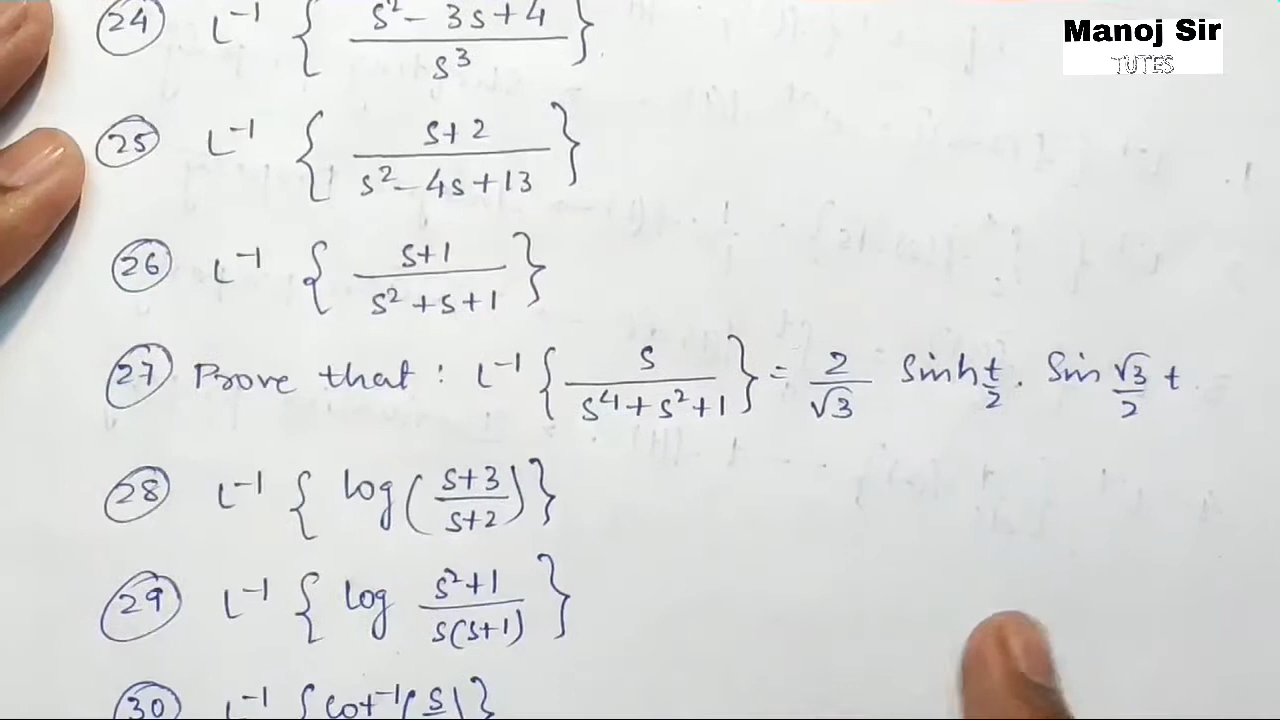 Manoj Sir
TUTES
(24) L⁻¹ { (s² - 3s + 4) / s³ }
(25) L⁻¹ { (s+2) / (s² - 4s + 13) }
(26) L⁻¹ { (s+1) / (s² + s + 1) }
(27) Prove that : L⁻¹ { s / (s⁴ + s² + 1) } = 2/√3 Sinh t/2 . Sin √3/2 t
(28) L⁻¹ { log ( (s+3) / (s+2) ) }
(29) L⁻¹ { log (s²+1) / (s(s+1)) }
(30) L⁻¹ { Cot⁻¹ ( s ) }